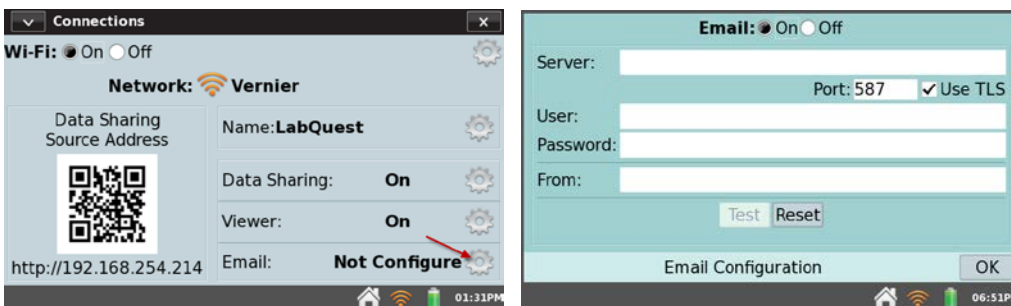 Connections
x
Wi-Fi: On Off
Network: Vernier
Data Sharing
Source Address
http://192.168.254.214
Name:LabQuest
Data Sharing: On
Viewer: On
Email: Not Configure
01:31PM
Email: On Off
Server:
Port: 587 Use TLS
User:
Password:
From:
Test Reset
Email Configuration OK
06:51P